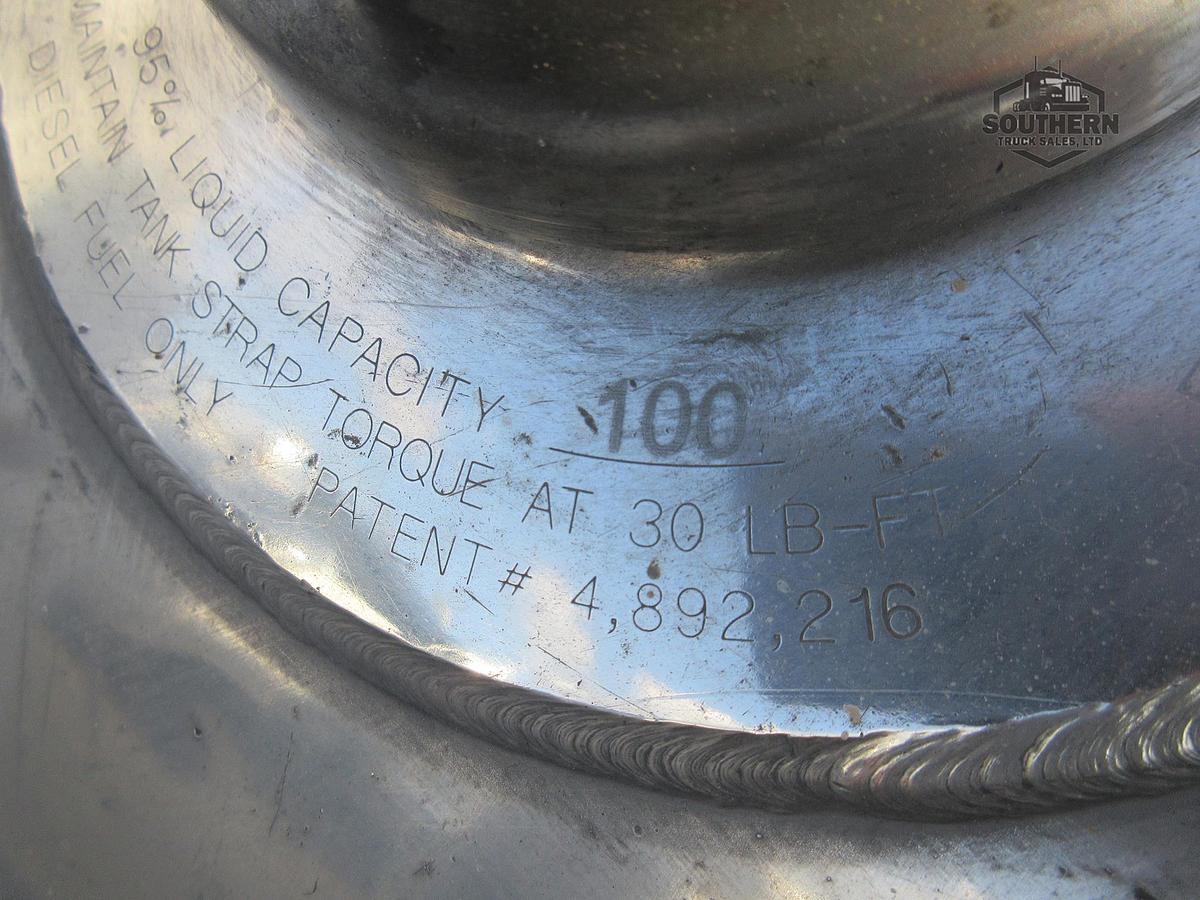 95% LIQUID CAPACITY 100
MAINTAIN TANK STRAP TORQUE AT 30 LB-FT
DIESEL FUEL ONLY
PATENT # 4,892,216
SOUTHERN
TRUCK SALES, LTD